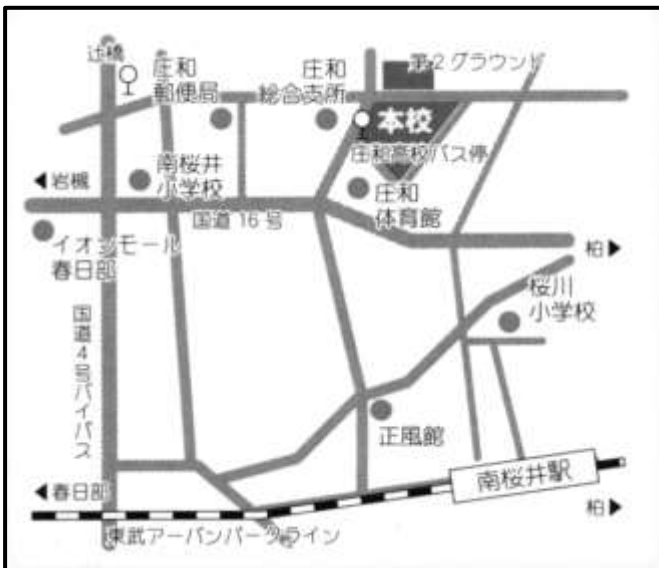 辻橋
庄和
郵便局
庄和
総合支所
第2グラウンド
本校
庄和高校バス停
◀岩槻
南桜井
小学校
国道16号
庄和
体育館
イオンモール
春日部
柏▶
桜川
小学校
国道4号バイパス
正風館
南桜井駅
◀春日部
柏▶
東武アーバンパークライン